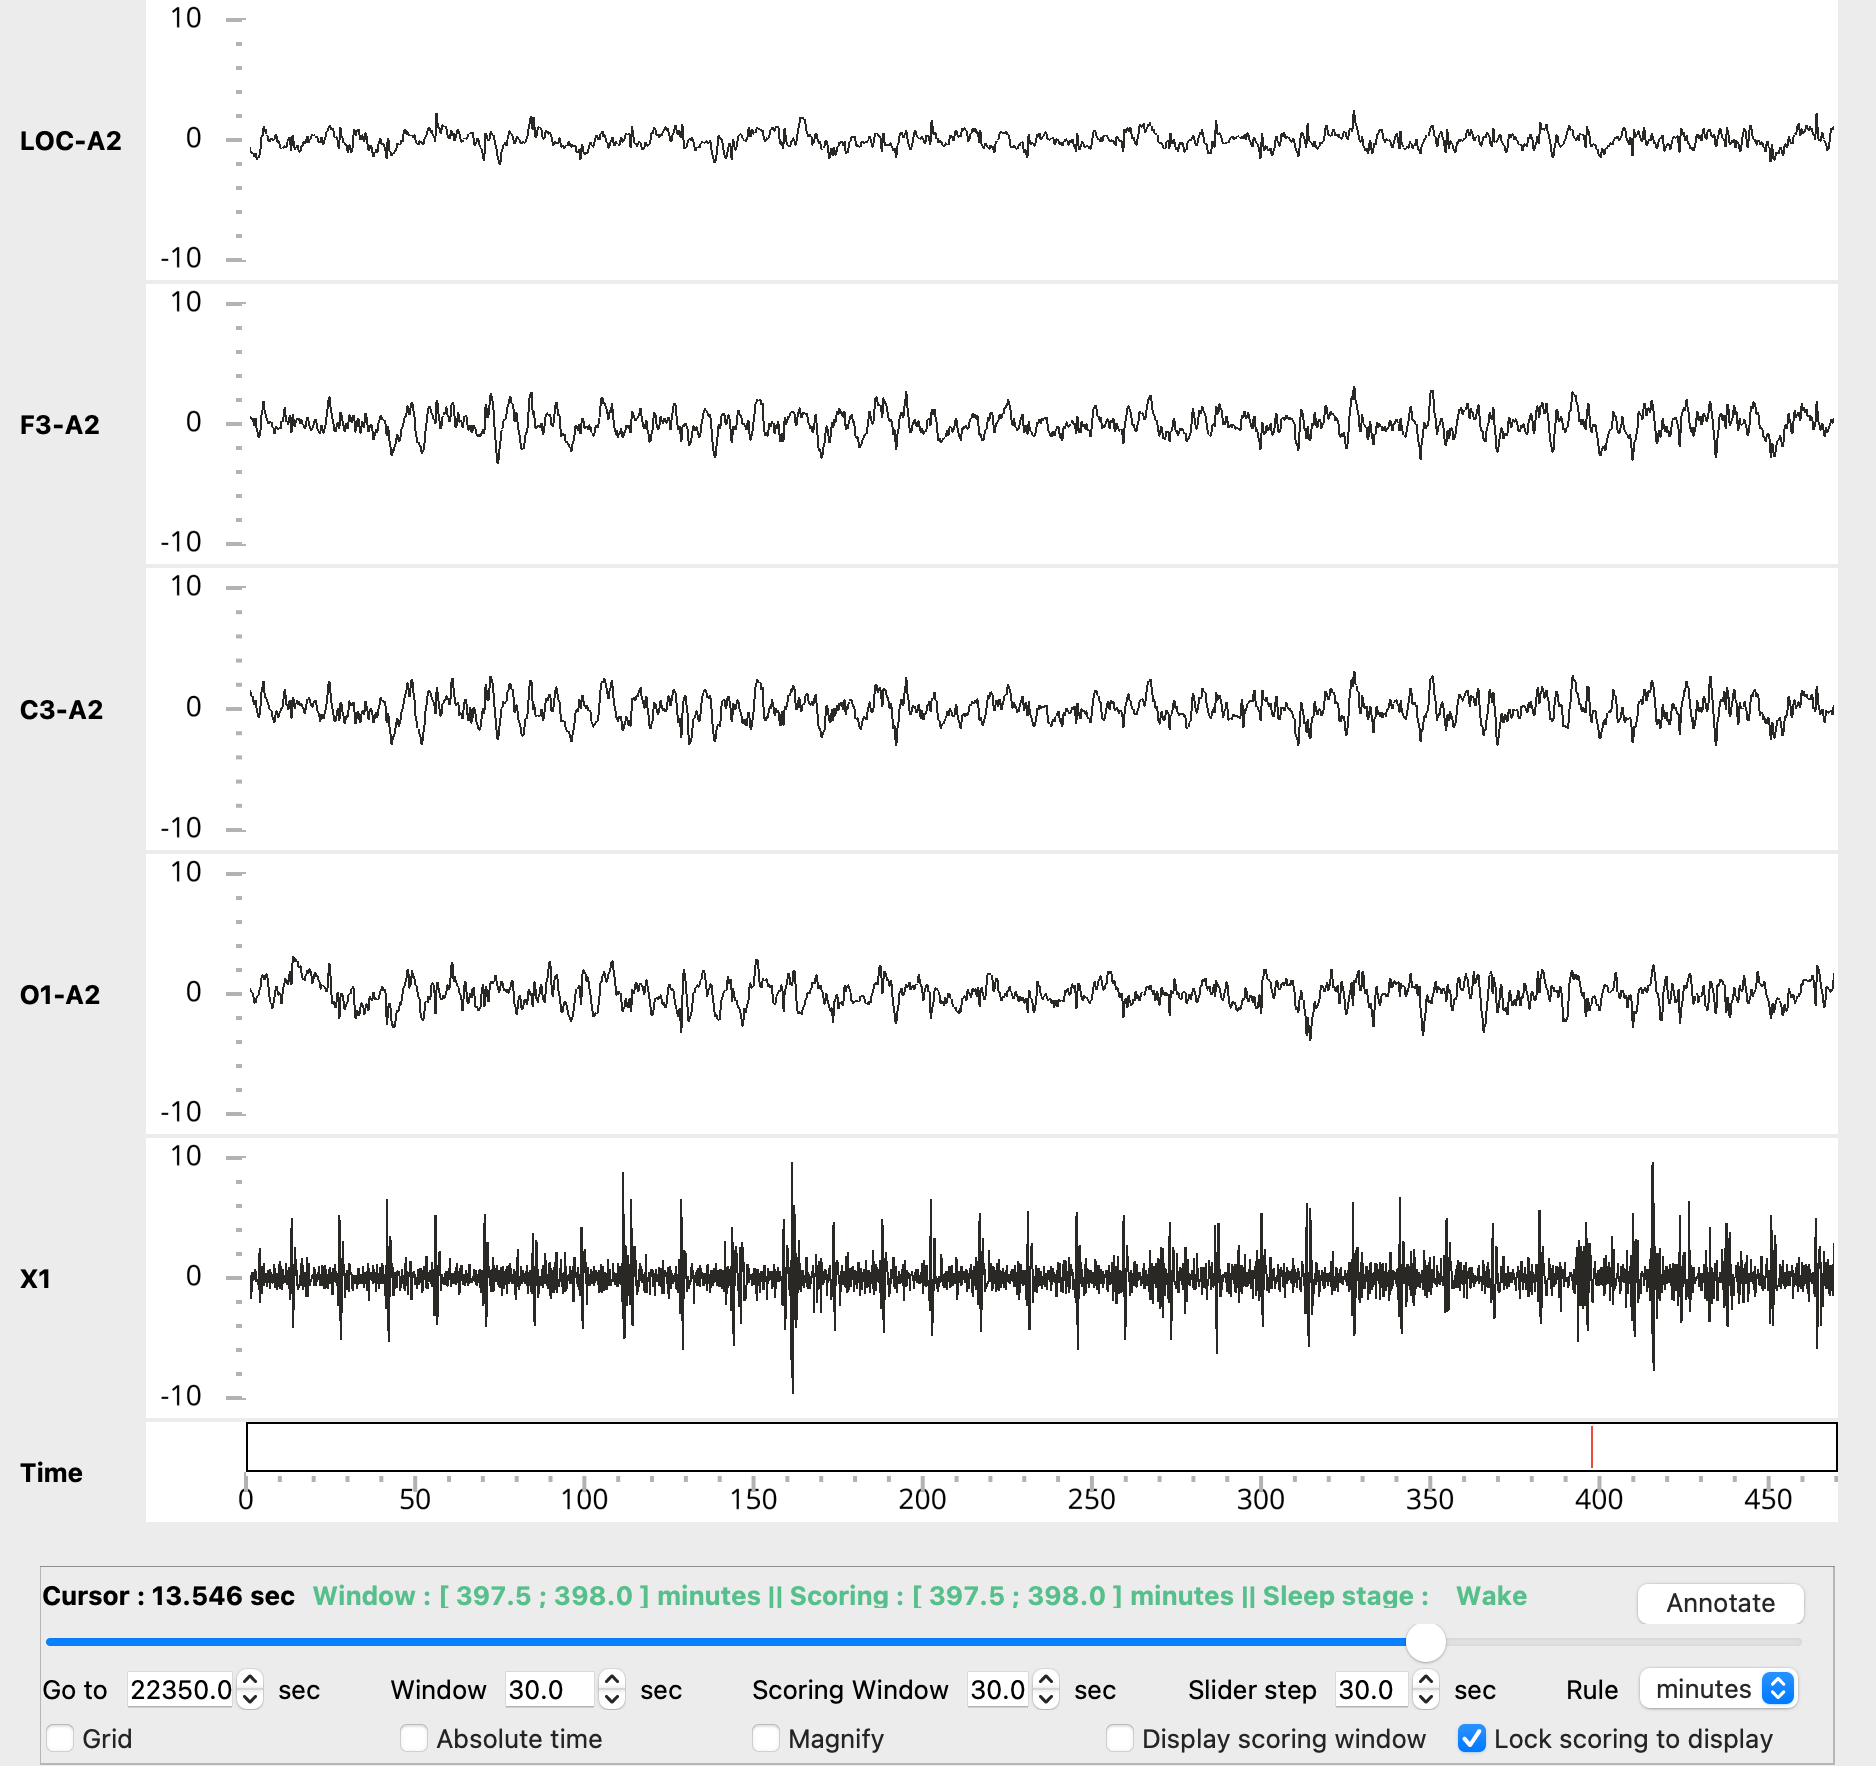 10
LOC-A2 0
-10
10
F3-A2 0
-10
10
C3-A2 0
-10
10
O1-A2 0
-10
10
X1 0
-10
Time
0 50 100 150 200 250 300 350 400 450
Cursor : 13.546 sec Window : [ 397.5 ; 398.0 ] minutes || Scoring : [ 397.5 ; 398.0 ] minutes || Sleep stage : Wake Annotate
Go to 22350.0 sec Window 30.0 sec Scoring Window 30.0 sec Slider step 30.0 sec Rule minutes
Grid Absolute time Magnify Display scoring window Lock scoring to display